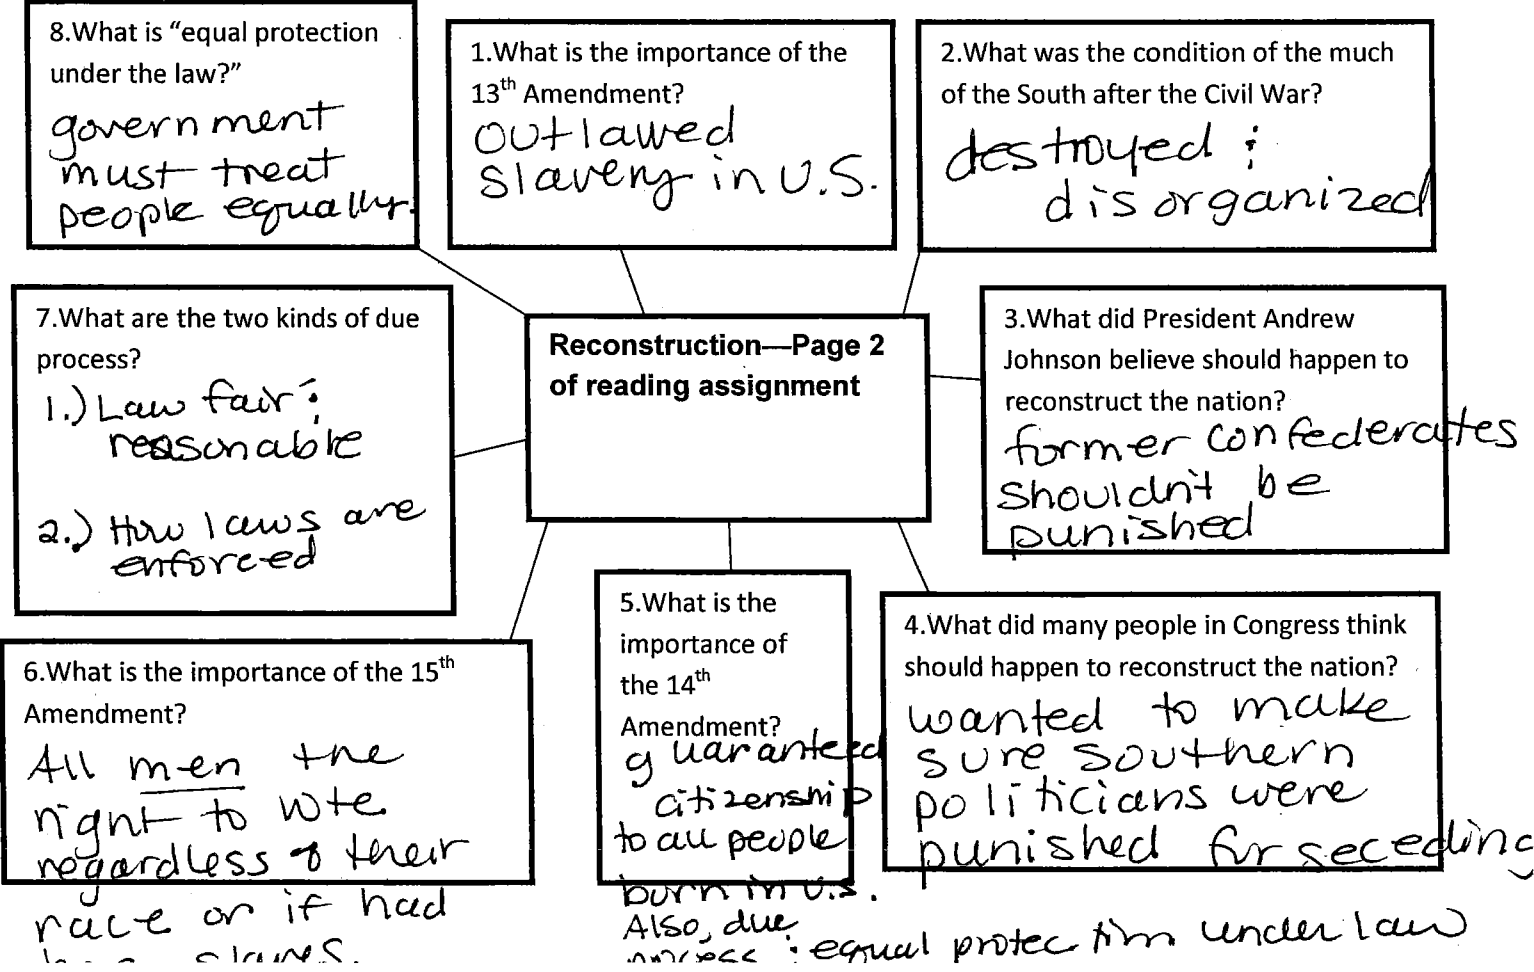 8.What is “equal protection
under the law?”
government
must treat
people equally.
1.What is the importance of the
13th Amendment?
outlawed
slavery in U.S.
2.What was the condition of the much
of the South after the Civil War?
destroyed &
disorganized
Reconstruction—Page 2
of reading assignment
3.What did President Andrew
Johnson believe should happen to
reconstruct the nation?
former confederates
shouldn't be
punished
4.What did many people in Congress think
should happen to reconstruct the nation?
wanted to make
sure southern
politicians were
punished for seceding
5.What is the
importance of
the 14th
Amendment?
guaranteed
citizenship
to all people
born in U.S.
Also, due
process & equal protection under law
6.What is the importance of the 15th
Amendment?
All men the
right to vote
regardless of their
race or if had
been slaves.
7.What are the two kinds of due
process?
1.) Law fair &
reasonable
2.) How laws are
enforced